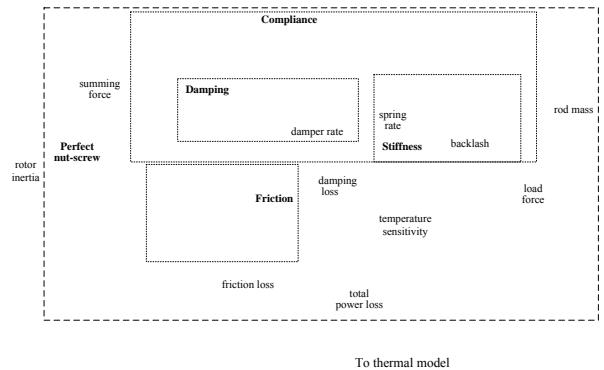 Compliance
summing
force
Damping
damper rate
spring
rate
Stiffness
backlash
rod mass
Perfect
nut-screw
rotor
inertia
damping
loss
load
force
Friction
temperature
sensitivity
friction loss
total
power loss
To thermal model